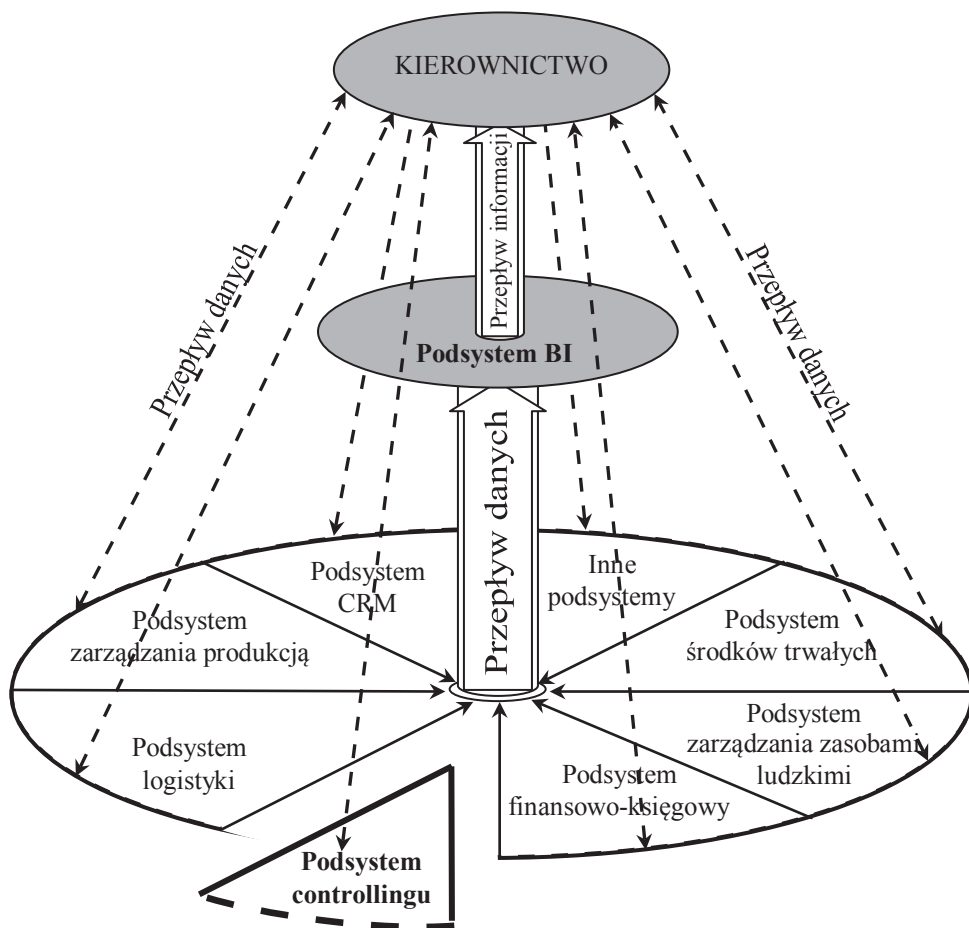 KIEROWNICTWO
Przepływ informacji
Przepływ danych
Przepływ danych
Podsystem BI
Przepływ danych
Podsystem
CRM
Inne
podsystemy
Podsystem
zarządzania produkcją
Podsystem
środków trwałych
Podsystem
logistyki
Podsystem
zarządzania zasobami
ludzkimi
Podsystem
finansowo-księgowy
Podsystem
controllingu